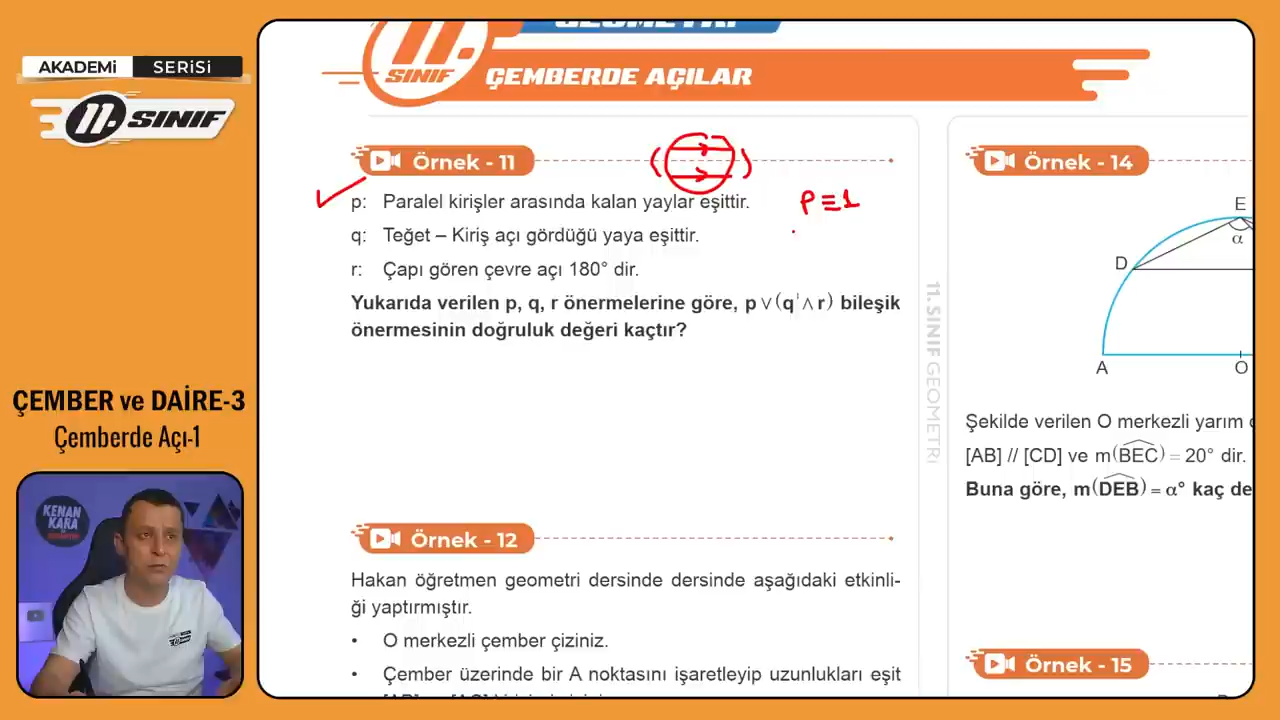 AKADEMİ SERİSİ
11. SINIF
ÇEMBER ve DAİRE-3
Çemberde Açı-1
KENAN
KARA
GEOMETRİ
11.
SINIF
ÇEMBERDE AÇILAR
Örnek - 11
p: Paralel kirişler arasında kalan yaylar eşittir.
p ≡ 1
q: Teğet – Kiriş açı gördüğü yaya eşittir.
r: Çapı gören çevre açı 180° dir.
Yukarıda verilen p, q, r önermelerine göre, p ∨ (q' ∧ r) bileşik
önermesinin doğruluk değeri kaçtır?
Örnek - 12
Hakan öğretmen geometri dersinde dersinde aşağıdaki etkinli-
ği yaptırmıştır.
• O merkezli çember çiziniz.
• Çember üzerinde bir A noktasını işaretleyip uzunlukları eşit
11. SINIF GEOMETRİ
Örnek - 14
E
α
D
A
O
Şekilde verilen O merkezli yarım
[AB] // [CD] ve m(BEC) = 20° dir.
Buna göre, m(DEB) = α° kaç de
Örnek - 15